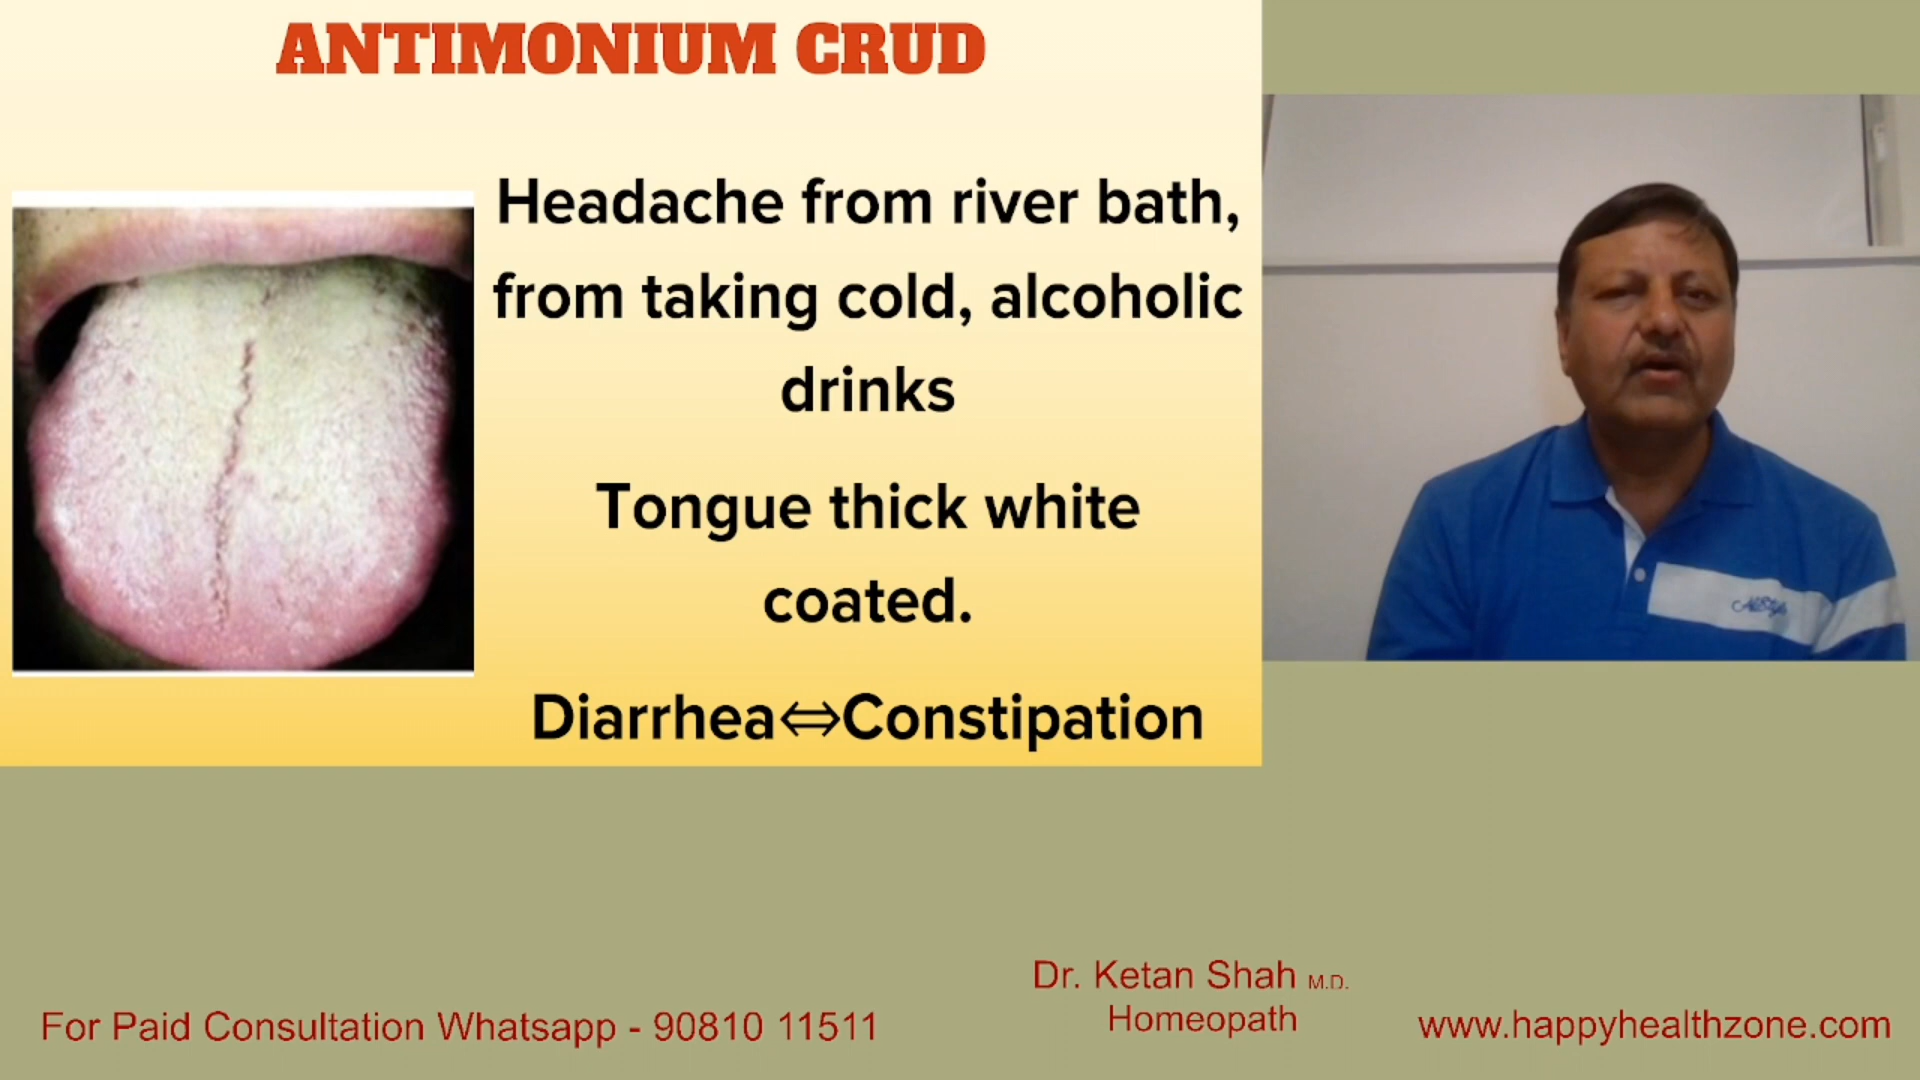 ANTIMONIUM CRUD
Headache from river bath,
from taking cold, alcoholic
drinks
Tongue thick white
coated.
Diarrhea⇔Constipation
Dr. Ketan Shah M.D.
Homeopath
For Paid Consultation Whatsapp - 90810 11511
www.happyhealthzone.com